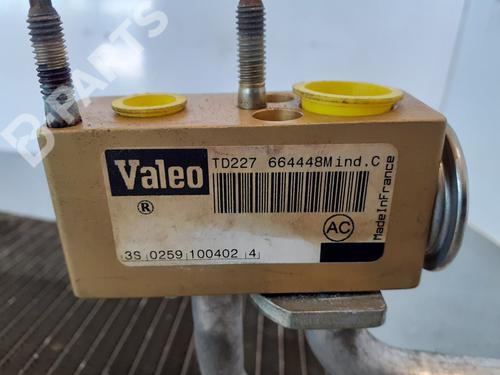 B-PARTS
Valeo
TD227 664448Mind.C
®
AC
MadeInFrance
3S 0259 100402 4